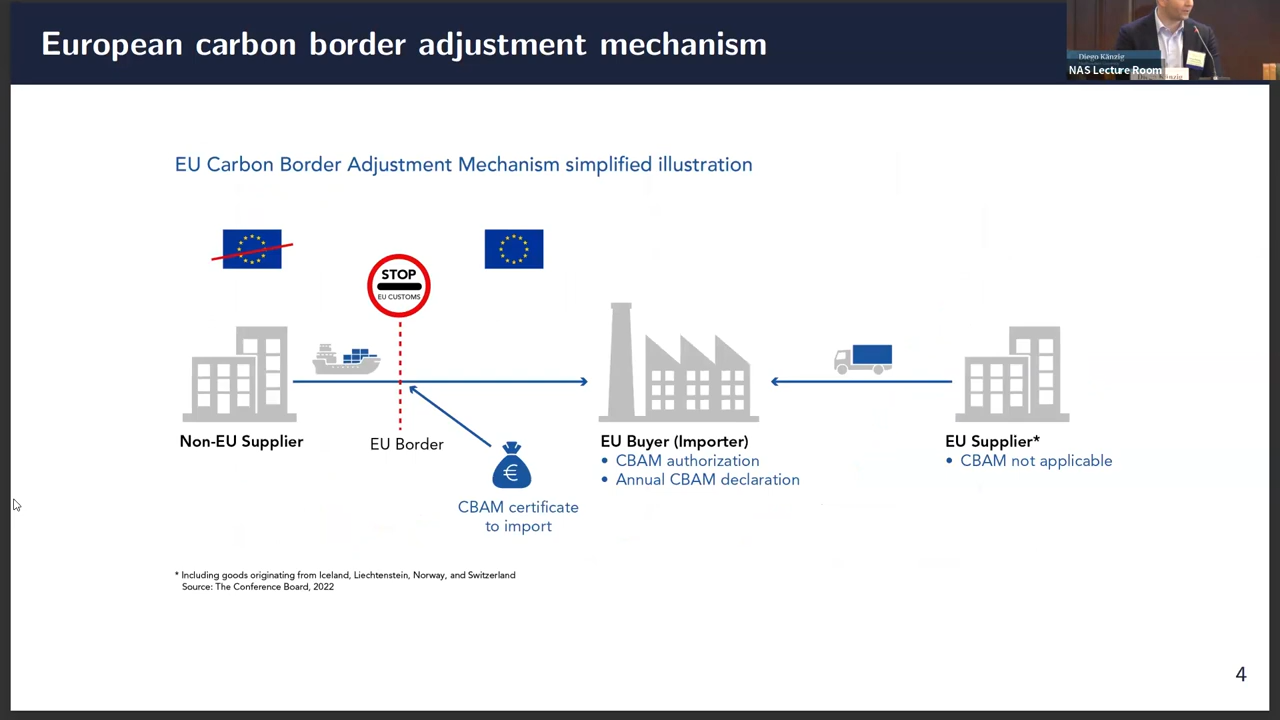 European carbon border adjustment mechanism
Diego Känzig
NAS Lecture Room
EU Carbon Border Adjustment Mechanism simplified illustration
STOP
EU CUSTOMS
Non-EU Supplier
EU Border
EU Buyer (Importer)
• CBAM authorization
• Annual CBAM declaration
EU Supplier*
• CBAM not applicable
€
CBAM certificate
to import
* Including goods originating from Iceland, Liechtenstein, Norway, and Switzerland
Source: The Conference Board, 2022
4